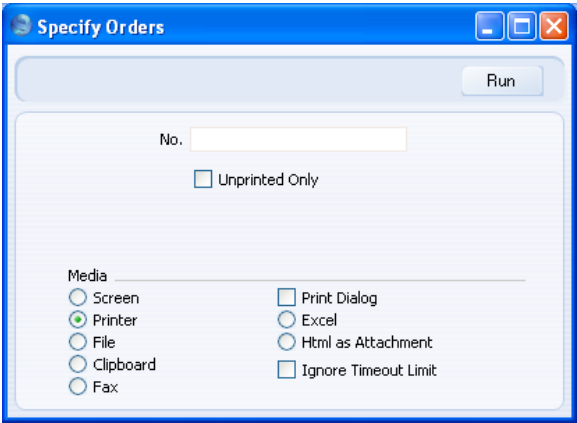 Specify Orders
Run
No.
Unprinted Only
Media
Screen
Print Dialog
Printer
Excel
File
Html as Attachment
Clipboard
Ignore Timeout Limit
Fax